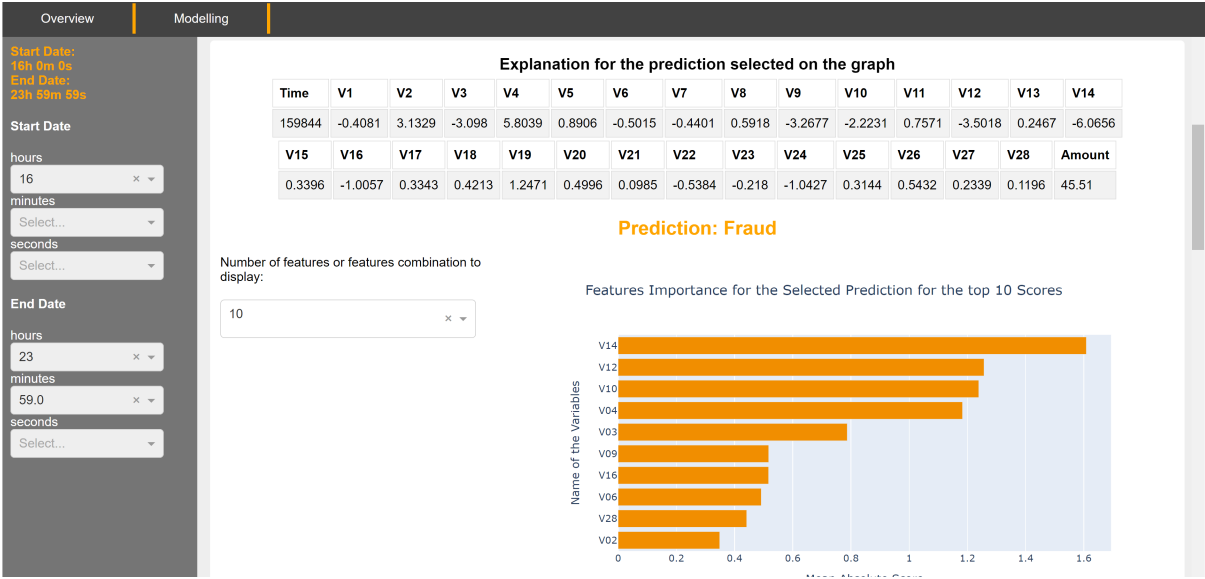 Overview Modelling
Start Date:
16h 0m 0s
End Date:
23h 59m 59s
Start Date
hours
16
minutes
Select...
seconds
Select...
End Date
hours
23
minutes
59.0
seconds
Select...
Explanation for the prediction selected on the graph
Time V1 V2 V3 V4 V5 V6 V7 V8 V9 V10 V11 V12 V13 V14
159844 -0.4081 3.1329 -3.098 5.8039 0.8906 -0.5015 -0.4401 0.5918 -3.2677 -2.2231 0.7571 -3.5018 0.2467 -6.0656
V15 V16 V17 V18 V19 V20 V21 V22 V23 V24 V25 V26 V27 V28 Amount
0.3396 -1.0057 0.3343 0.4213 1.2471 0.4996 0.0985 -0.5384 -0.218 -1.0427 0.3144 0.5432 0.2339 0.1196 45.51
Prediction: Fraud
Number of features or features combination to
display:
10
Features Importance for the Selected Prediction for the top 10 Scores
Name of the Variables
V14
V12
V10
V04
V03
V09
V16
V06
V28
V02
0 0.2 0.4 0.6 0.8 1 1.2 1.4 1.6
Mean Absolute Score